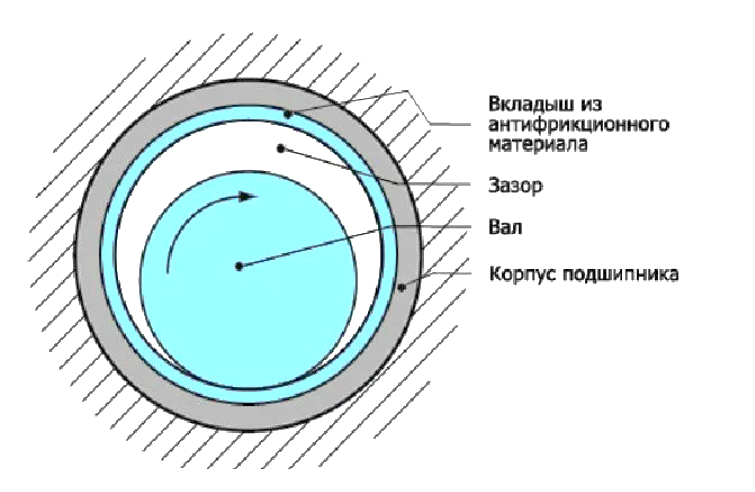 Вкладыш из
антифрикционного
материала
Зазор
Вал
Корпус подшипника